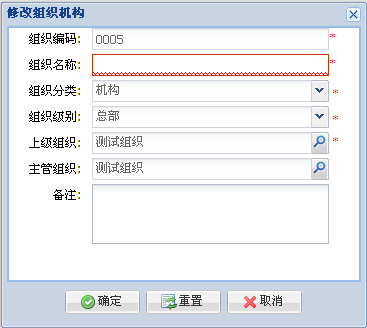 修改组织机构
组织编码: 0005 *
组织名称: *
组织分类: 机构 *
组织级别: 总部 *
上级组织: 测试组织 *
主管组织: 测试组织
备注:
确定 重置 取消